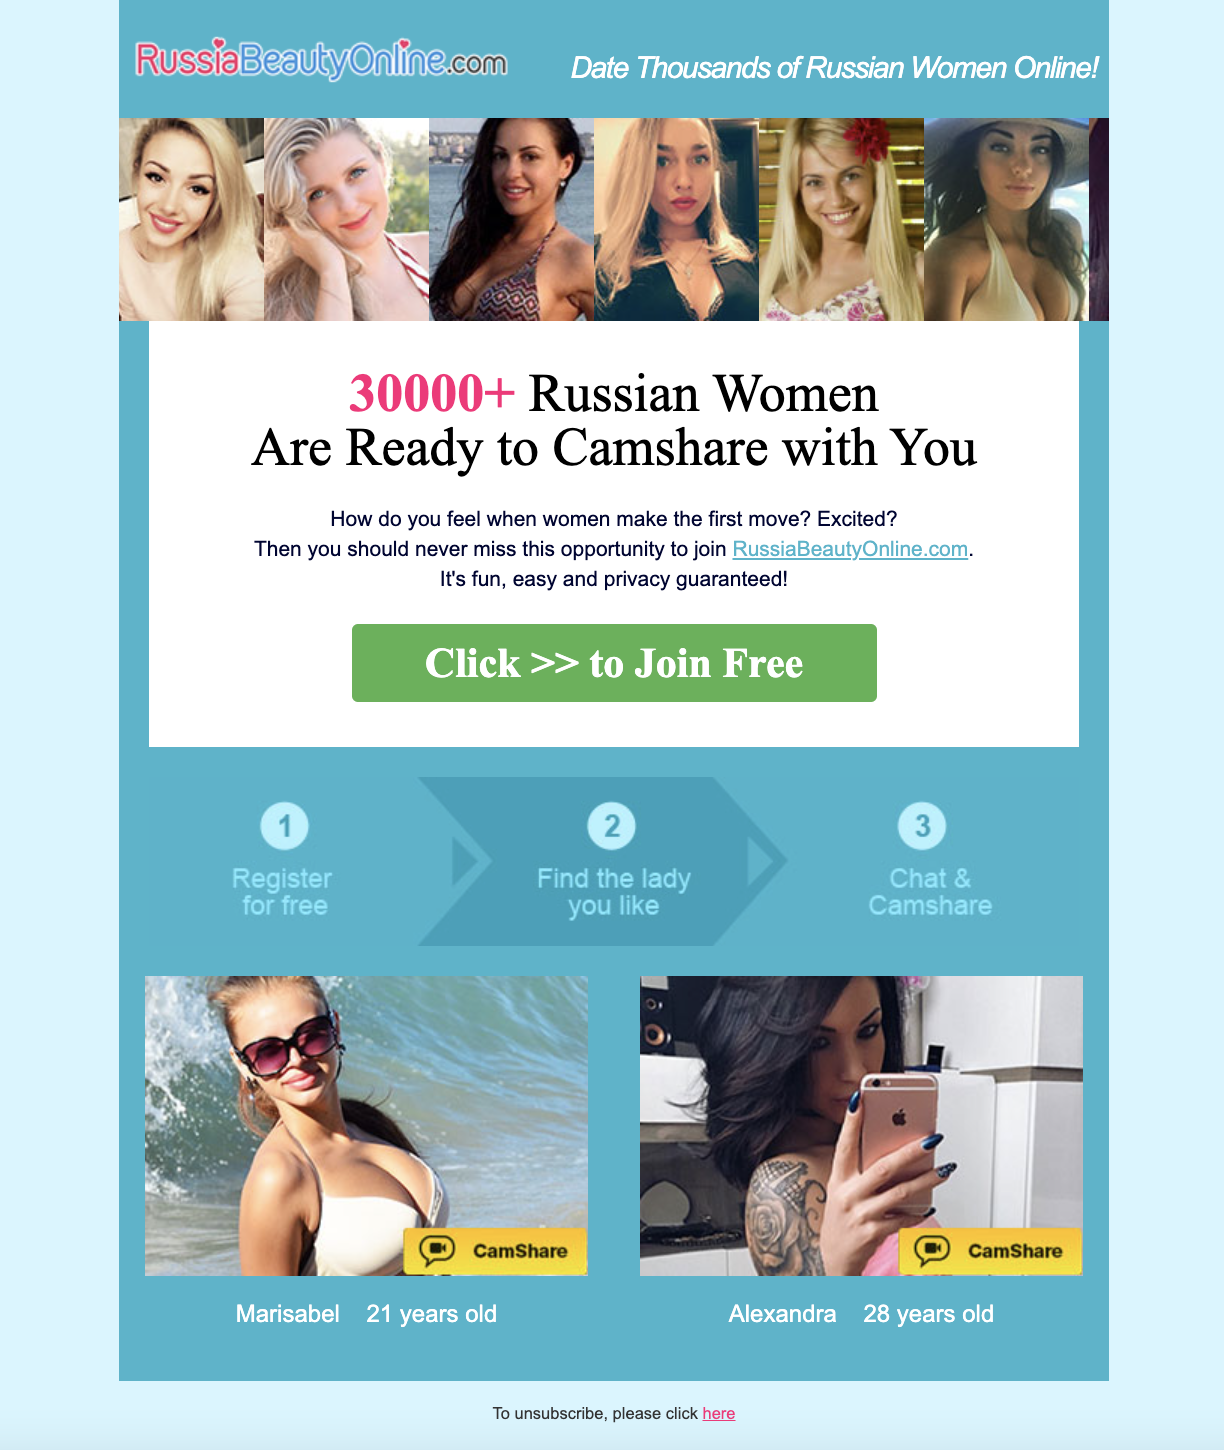 RussiaBeautyOnline.com
Date Thousands of Russian Women Online!
30000+ Russian Women
Are Ready to Camshare with You
How do you feel when women make the first move? Excited?
Then you should never miss this opportunity to join RussiaBeautyOnline.com.
It's fun, easy and privacy guaranteed!
Click >> to Join Free
1
Register
for free
2
Find the lady
you like
3
Chat &
Camshare
CamShare
CamShare
Marisabel 21 years old
Alexandra 28 years old
To unsubscribe, please click here